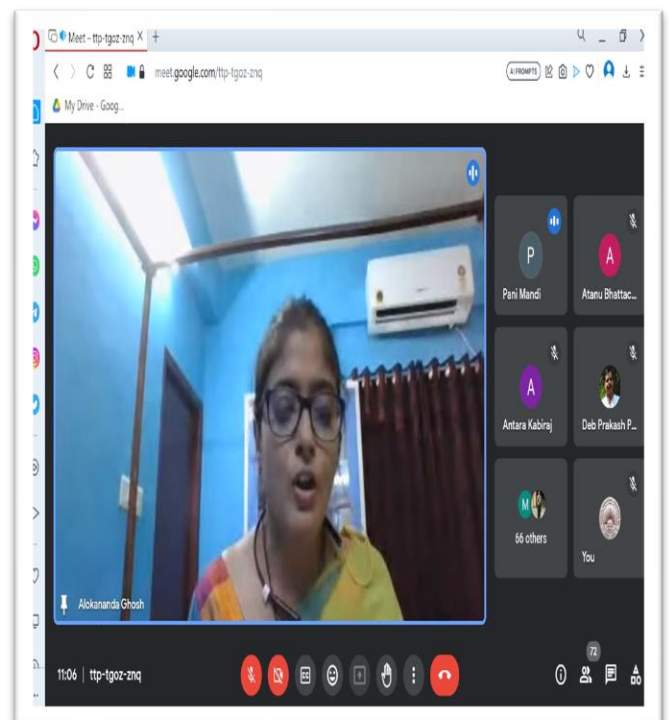 Meet – ttp-tgoz-znq × +
meet.google.com/ttp-tgoz-znq
AI PROMPTS
My Drive - Goog...
P
Pani Mandi
A
Atanu Bhattac...
A
Antara Kabiraj
Deb Prakash P...
M
66 others
You
Alokananda Ghosh
11:06 | ttp-tgoz-znq
CC
72